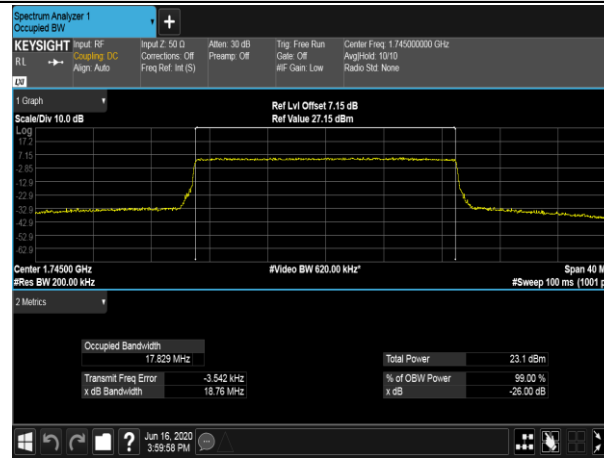 Spectrum Analyzer 1
Occupied BW
KEYSIGHT Input: RF Input Z: 50 Ω Atten: 30 dB Trig: Free Run Center Freq: 1.745000000 GHz
RL Coupling: DC Corrections: Off Preamp: Off Gate: Off Avg|Hold: 10/10
Align: Auto Freq Ref: Int (S) #IF Gain: Low Radio Std: None
LXI
1 Graph Ref Lvl Offset 7.15 dB
Scale/Div 10.0 dB Ref Value 27.15 dBm
Log
17.2
7.15
-2.85
-12.9
-22.9
-32.9
-42.9
-52.9
-62.9
Center 1.74500 GHz #Video BW 620.00 kHz* Span 40 M
#Res BW 200.00 kHz #Sweep 100 ms (1001 p
2 Metrics
Occupied Bandwidth
17.829 MHz Total Power 23.1 dBm
Transmit Freq Error -3.542 kHz % of OBW Power 99.00 %
x dB Bandwidth 18.76 MHz x dB -26.00 dB
? Jun 16, 2020
3:59:58 PM